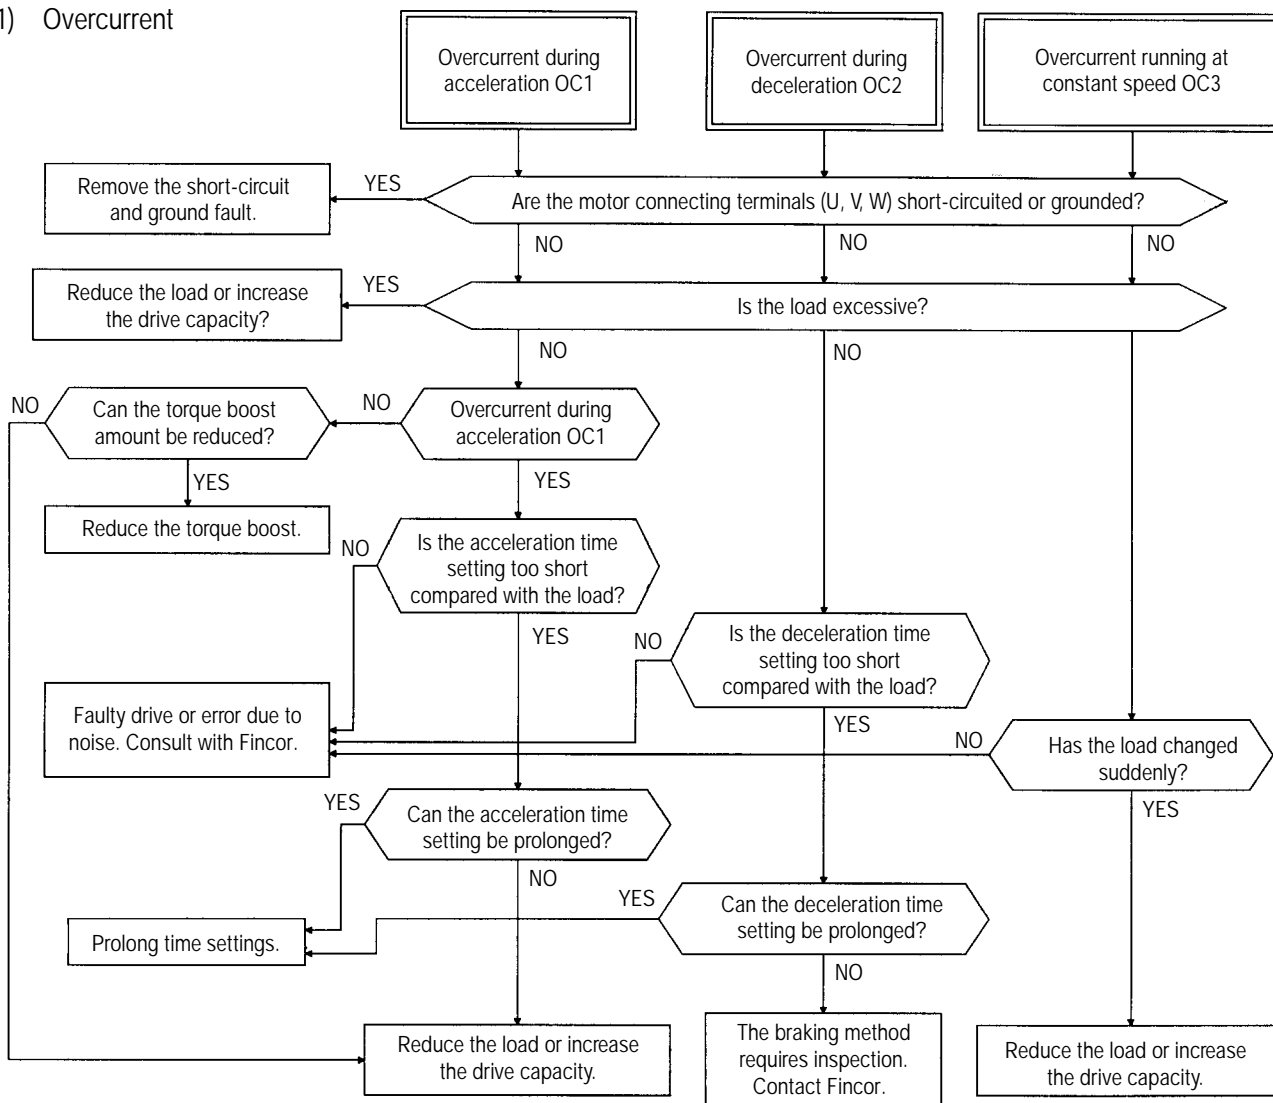 1) Overcurrent
Overcurrent during
acceleration OC1
Overcurrent during
deceleration OC2
Overcurrent running at
constant speed OC3
Remove the short-circuit
and ground fault.
YES
Are the motor connecting terminals (U, V, W) short-circuited or grounded?
NO
NO
NO
Reduce the load or increase
the drive capacity?
YES
Is the load excessive?
NO
NO
NO
Can the torque boost
amount be reduced?
NO
Overcurrent during
acceleration OC1
YES
YES
Reduce the torque boost.
NO
Is the acceleration time
setting too short
compared with the load?
YES
NO
Is the deceleration time
setting too short
compared with the load?
YES
Faulty drive or error due to
noise. Consult with Fincor.
NO
Has the load changed
suddenly?
YES
YES
Can the acceleration time
setting be prolonged?
NO
YES
Can the deceleration time
setting be prolonged?
NO
Prolong time settings.
Reduce the load or increase
the drive capacity.
The braking method
requires inspection.
Contact Fincor.
Reduce the load or increase
the drive capacity.